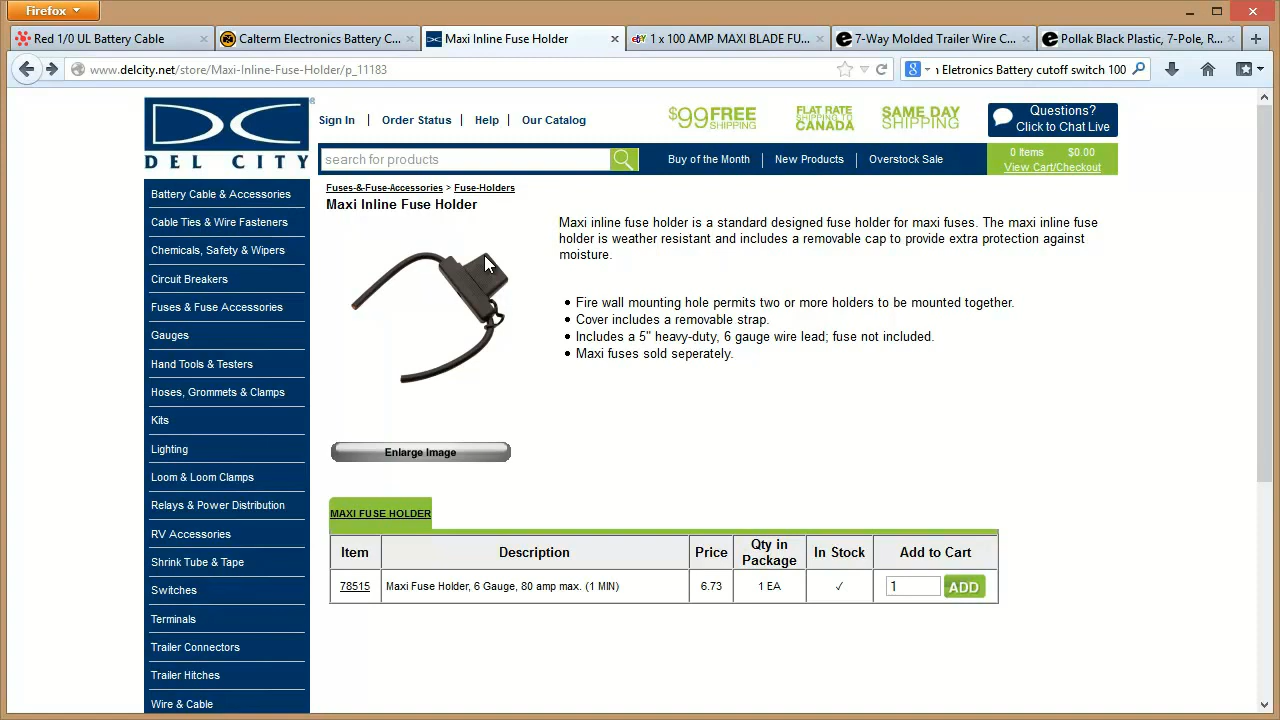 Firefox
Red 1/0 UL Battery Cable
Calterm Electronics Battery C...
Maxi Inline Fuse Holder
1 x 100 AMP MAXI BLADE FU...
7-Way Molded Trailer Wire C...
Pollak Black Plastic, 7-Pole, R...
www.delcity.net/store/Maxi-Inline-Fuse-Holder/p_11183
n Eletronics Battery cutoff switch 100
DEL CITY
Sign In | Order Status | Help | Our Catalog
$99 FREE SHIPPING
FLAT RATE SHIPPING TO CANADA
SAME DAY SHIPPING
Questions?
Click to Chat Live
search for products
Buy of the Month | New Products | Overstock Sale
0 Items $0.00
View Cart/Checkout
Battery Cable & Accessories
Cable Ties & Wire Fasteners
Chemicals, Safety & Wipers
Circuit Breakers
Fuses & Fuse Accessories
Gauges
Hand Tools & Testers
Hoses, Grommets & Clamps
Kits
Lighting
Loom & Loom Clamps
Relays & Power Distribution
RV Accessories
Shrink Tube & Tape
Switches
Terminals
Trailer Connectors
Trailer Hitches
Wire & Cable
Fuses-&-Fuse-Accessories > Fuse-Holders
Maxi Inline Fuse Holder
Maxi inline fuse holder is a standard designed fuse holder for maxi fuses. The maxi inline fuse
holder is weather resistant and includes a removable cap to provide extra protection against
moisture.
Fire wall mounting hole permits two or more holders to be mounted together.
Cover includes a removable strap.
Includes a 5" heavy-duty, 6 gauge wire lead; fuse not included.
Maxi fuses sold seperately.
Enlarge Image
MAXI FUSE HOLDER
Item Description Price Qty in Package In Stock Add to Cart
78515 Maxi Fuse Holder, 6 Gauge, 80 amp max. (1 MIN) 6.73 1 EA ✓ 1 ADD